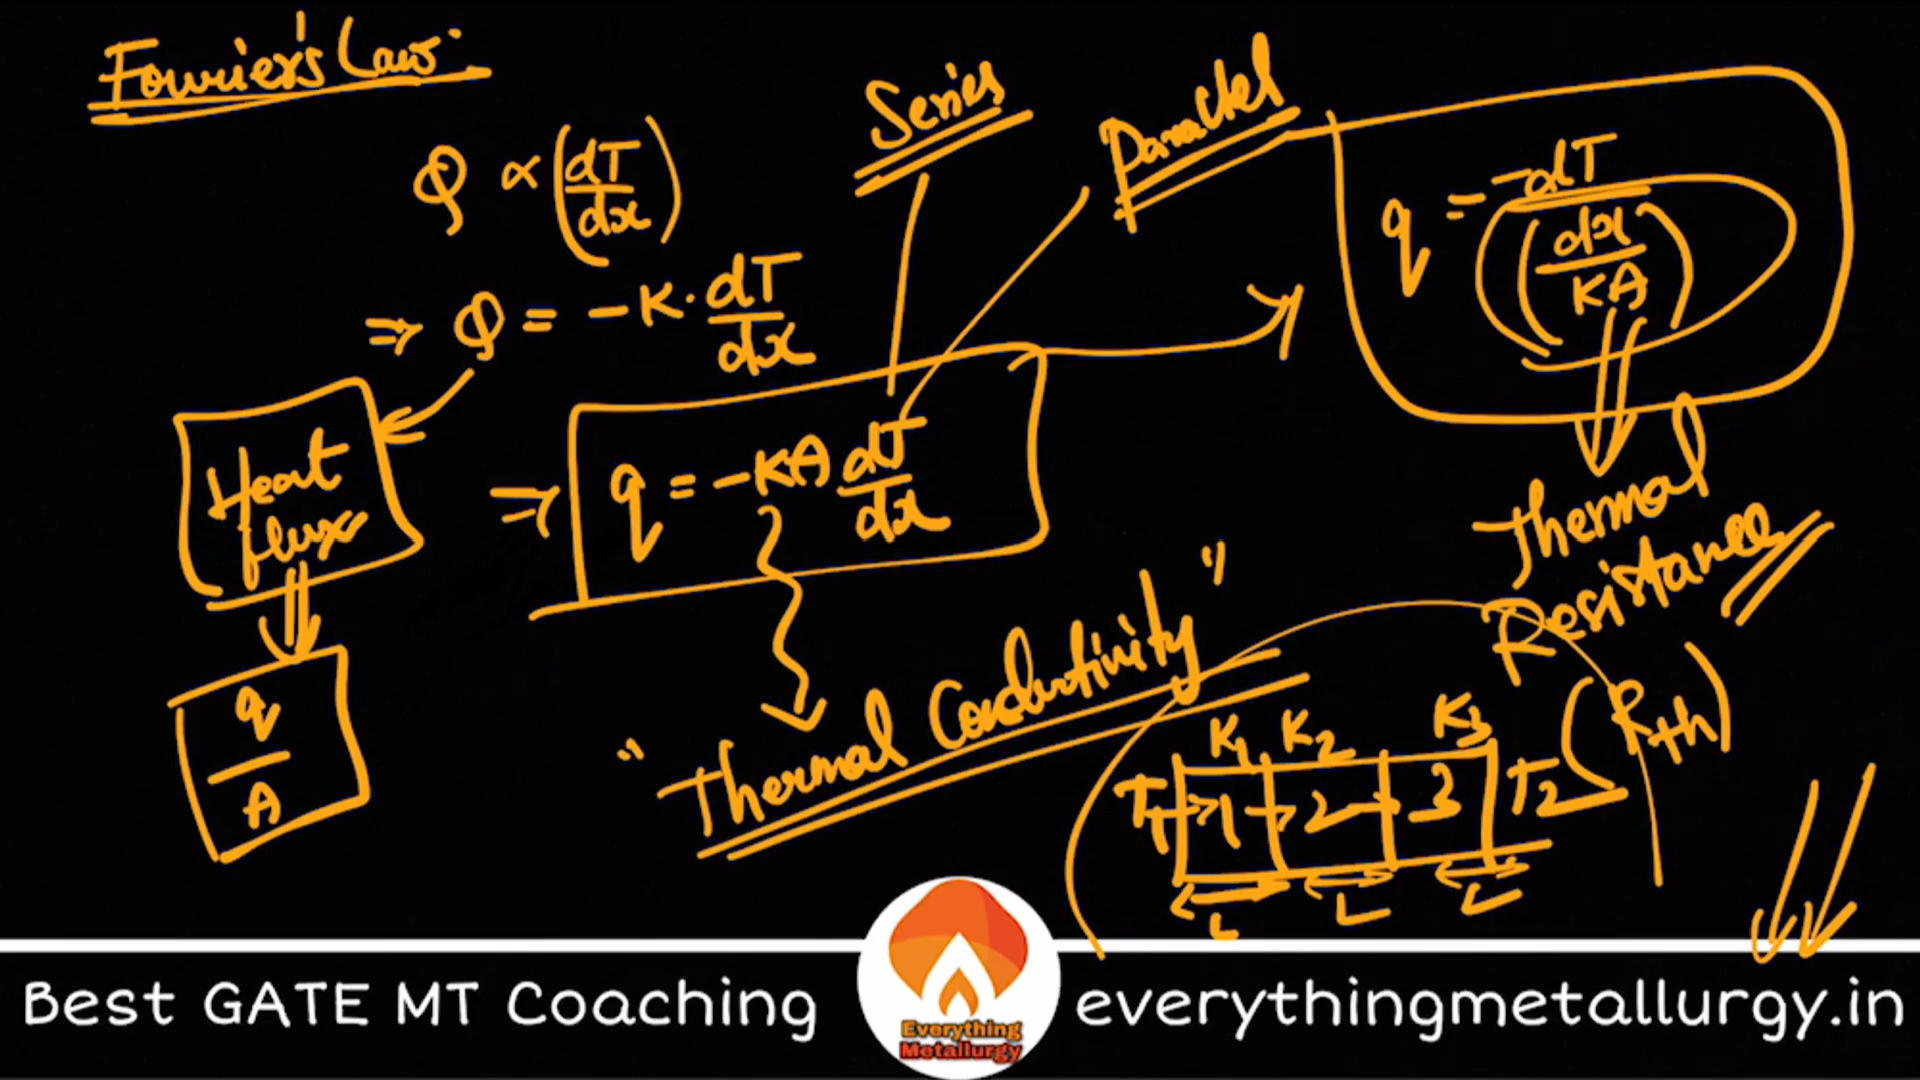 Fourier's Law.
Φ ∝ (dT/dx)
⇒ Φ = -K. dT/dx
Heat
flux
q/A
⇒ q = -KA dT/dx
" Thermal Conductivity "
Series
Parallel
q = -dT/(dx/KA)
Thermal
Resistance
(Rth)
K1 K2 K3
T1 1 2 3 T2
L L L
Best GATE MT Coaching
Everything
Metallurgy
everythingmetallurgy.in